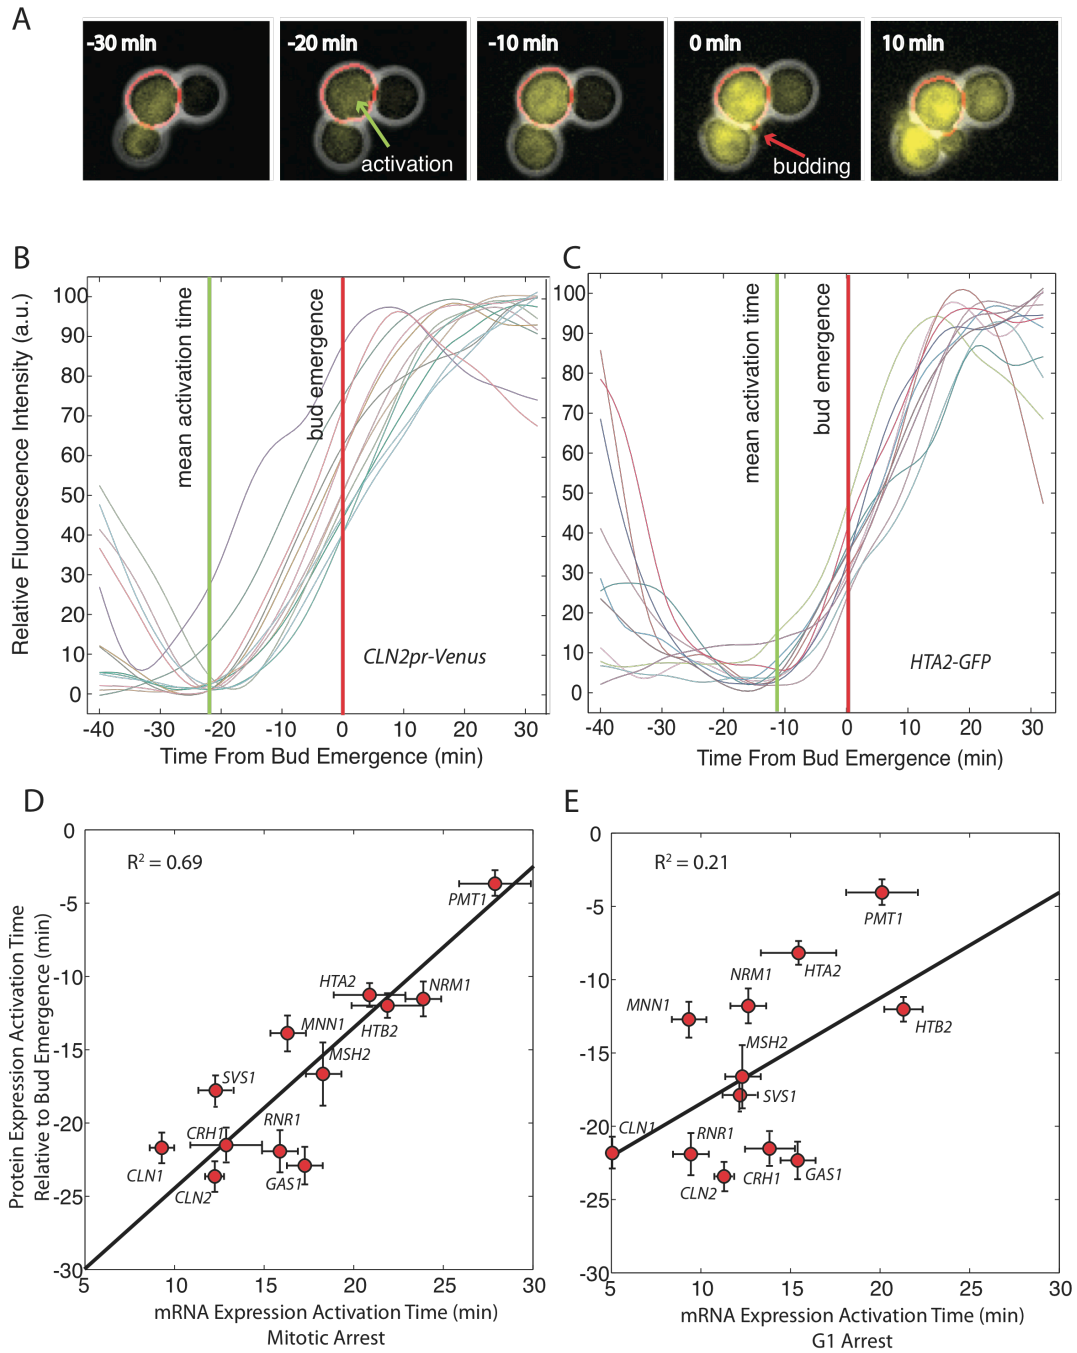 A
-30 min
-20 min
-10 min
0 min
10 min
activation
budding
B
C
Relative Fluorescence Intensity (a.u.)
100
90
80
70
60
50
40
30
20
10
0
mean activation time
bud emergence
CLN2pr-Venus
-40 -30 -20 -10 0 10 20 30
Time From Bud Emergence (min)
100
90
80
70
60
50
40
30
20
10
0
mean activation time
bud emergence
HTA2-GFP
-40 -30 -20 -10 0 10 20 30
Time From Bud Emergence (min)
D
Protein Expression Activation Time
Relative to Bud Emergence (min)
0
-5
-10
-15
-20
-25
-30
R2 = 0.69
PMT1
HTA2
NRM1
HTB2
MNN1
MSH2
SVS1
RNR1
CRH1
CLN1
GAS1
CLN2
5 10 15 20 25 30
mRNA Expression Activation Time (min)
Mitotic Arrest
E
0
-5
-10
-15
-20
-25
-30
R2 = 0.21
PMT1
HTA2
NRM1
MNN1
HTB2
MSH2
SVS1
CLN1
RNR1
CRH1
GAS1
CLN2
5 10 15 20 25 30
mRNA Expression Activation Time (min)
G1 Arrest